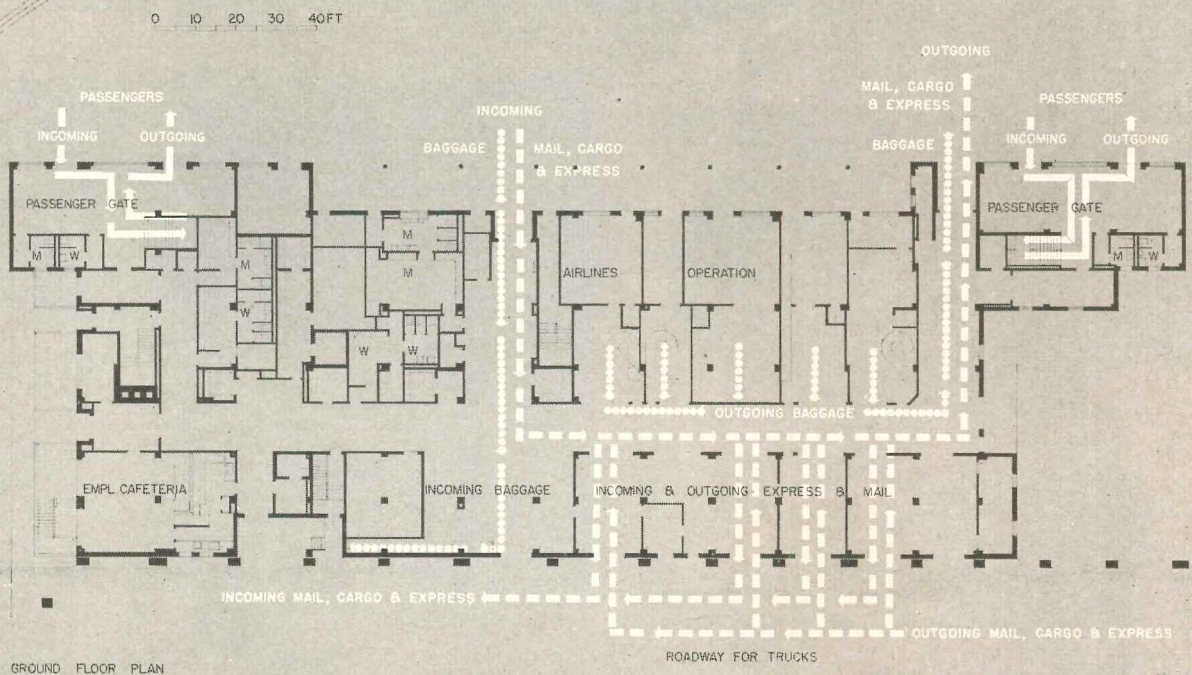 0 10 20 30 40FT
OUTGOING
PASSENGERS
INCOMING OUTGOING
INCOMING
BAGGAGE
MAIL, CARGO
& EXPRESS
MAIL, CARGO
& EXPRESS
BAGGAGE
PASSENGERS
INCOMING OUTGOING
PASSENGER GATE
M W
M
W
M
M
W W
AIRLINES OPERATION
PASSENGER GATE
M W
OUTGOING BAGGAGE
EMPL. CAFETERIA
INCOMING BAGGAGE
INCOMING & OUTGOING EXPRESS & MAIL
INCOMING MAIL, CARGO & EXPRESS
OUTGOING MAIL, CARGO & EXPRESS
ROADWAY FOR TRUCKS
GROUND FLOOR PLAN